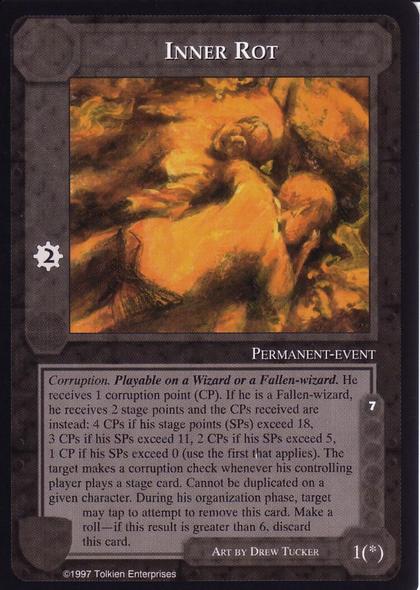 INNER ROT
2
PERMANENT-EVENT
Corruption. Playable on a Wizard or a Fallen-wizard. He
receives 1 corruption point (CP). If he is a Fallen-wizard,
he receives 2 stage points and the CPs received are
instead: 4 CP if his stage points (SPs) exceed 18,
3 CP if his SPs exceed 11, 2 CPs if his SPs exceed 5,
1 CP if his SPs exceed 0 (use the first that applies). The
target makes a corruption check whenever his controlling
player plays a stage card. Cannot be duplicated on a
given character. During his organization phase, target
may tap to attempt to remove this card. Make a
roll—if this result is greater than 6, discard
this card.
7
ART BY DREW TUCKER
1(*)
©1997 Tolkien Enterprises